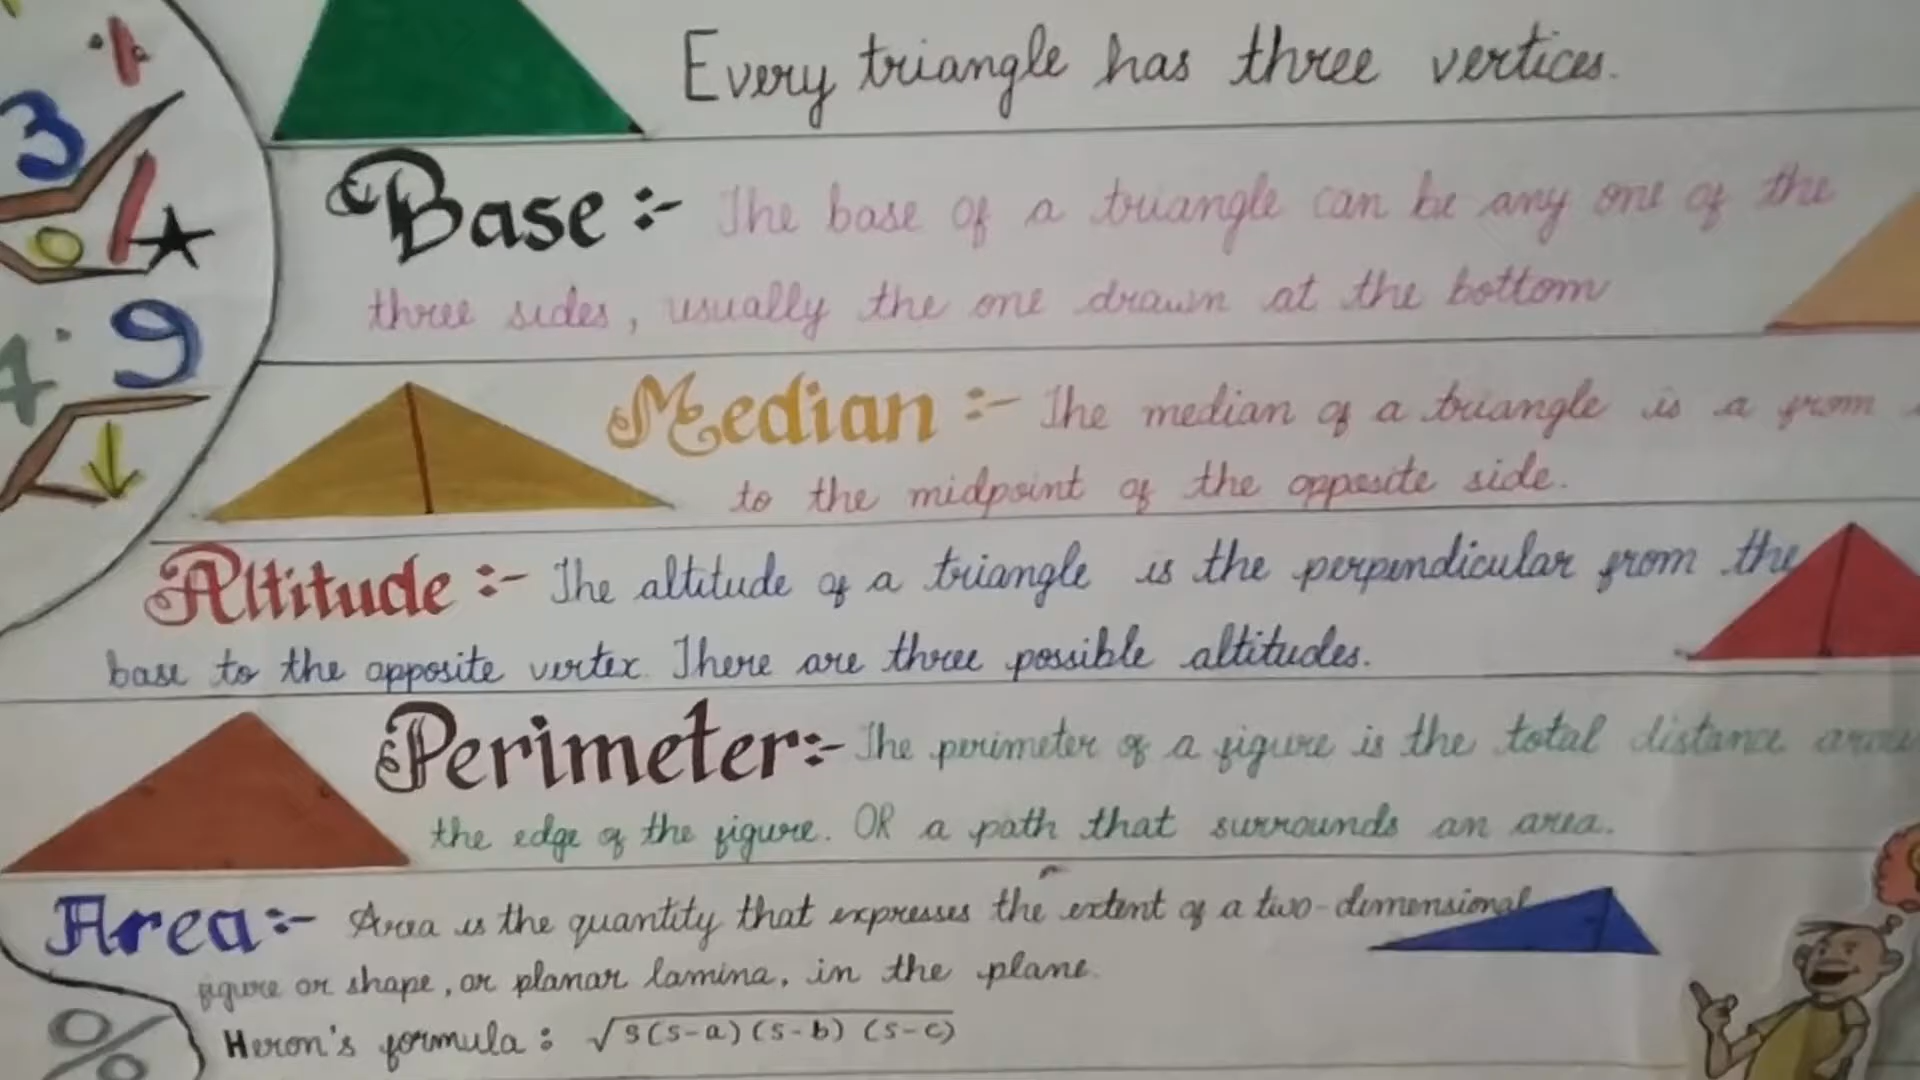 Every triangle has three vertices.
Base :- The base of a triangle can be any one of the
three sides, usually the one drawn at the bottom
Median :- The median of a triangle is a from
to the midpoint of the opposite side.
Altitude :- The altitude of a triangle is the perpendicular from the
base to the opposite vertex. There are three possible altitudes.
Perimeter:- The perimeter of a figure is the total distance
the edge of the figure. OR a path that surrounds an area.
Area:- Area is the quantity that expresses the extent of a two-dimensional
figure or shape, or planar lamina, in the plane.
Heron's formula : √s(s-a) (s-b) (s-c)
3
9
%